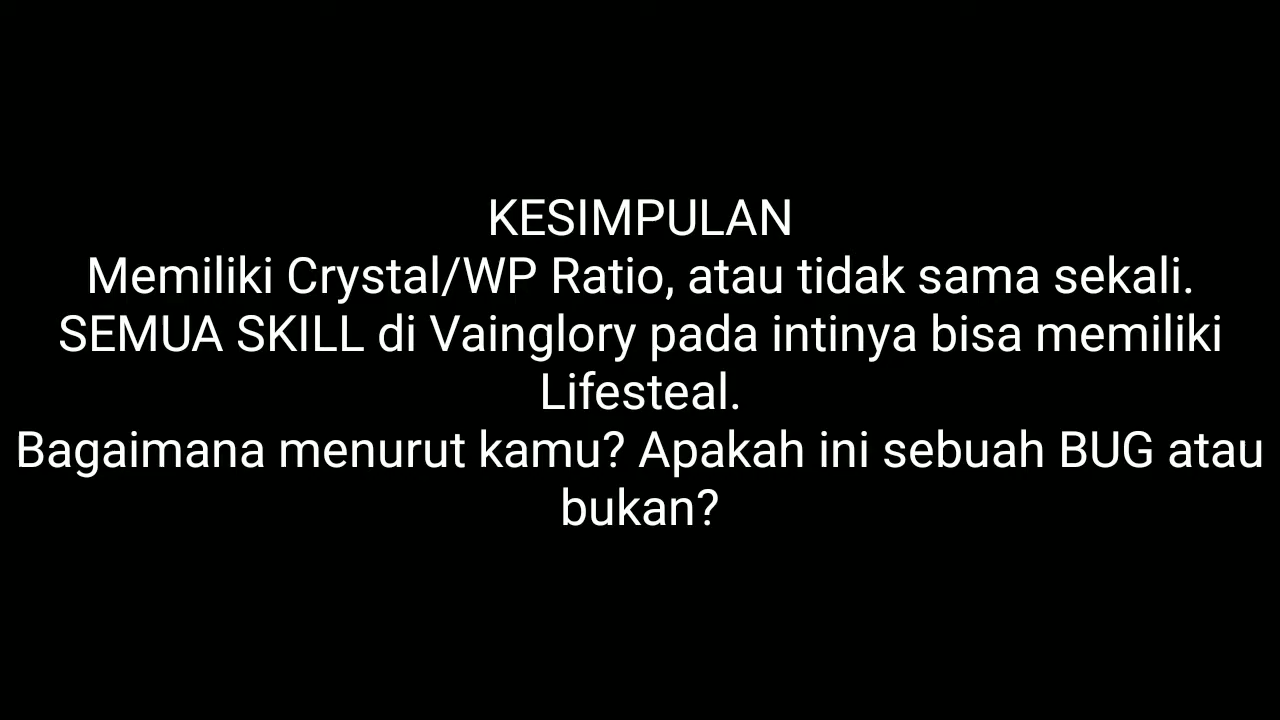 KESIMPULAN
Memiliki Crystal/WP Ratio, atau tidak sama sekali.
SEMUA SKILL di Vainglory pada intinya bisa memiliki
Lifesteal.
Bagaimana menurut kamu? Apakah ini sebuah BUG atau
bukan?